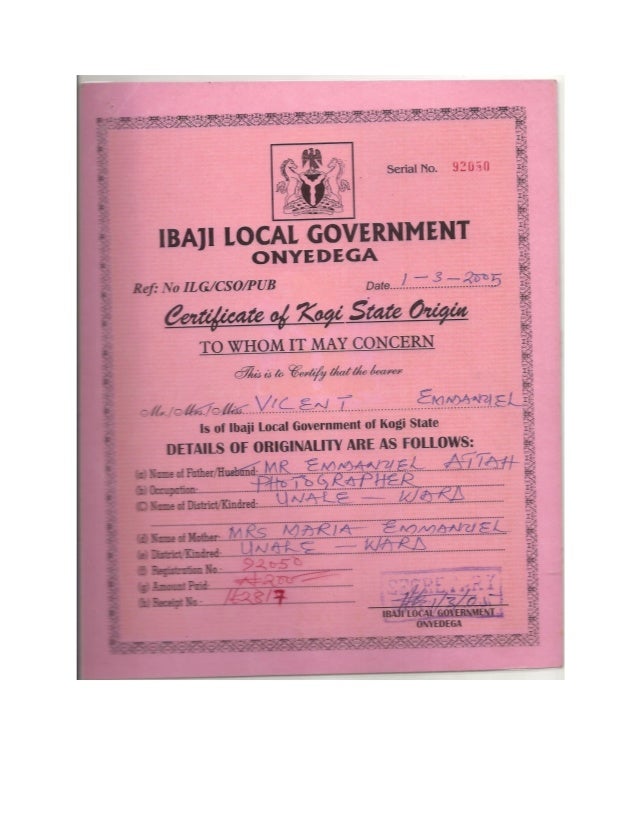 Serial No. 92050
IBAJI LOCAL GOVERNMENT
ONYEDEGA
Ref: No ILG/CSO/PUB Date 1-3-2005
Certificate of Kogi State Origin
TO WHOM IT MAY CONCERN
This is to Certify that the bearer
Mr./Mrs./Miss VICENT EMMANUEL
Is of Ibaji Local Government of Kogi State
DETAILS OF ORIGINALITY ARE AS FOLLOWS:
(a) Name of Father/Husband: MR EMMANUEL ATTAH
(b) Occupation: PHOTOGRAPHER
(C) Name of District/Kindred: UNALE - WARD
(d) Name of Mother: MRS MARIA EMMANUEL
(e) District/Kindred: UNALE - WARD
(f) Registration No 92050
(g) Amount Paid: ₦200
(h) Receipt No -
SECRETARY
1/3/05
IBAJI LOCAL GOVERNMENT
ONYEDEGA